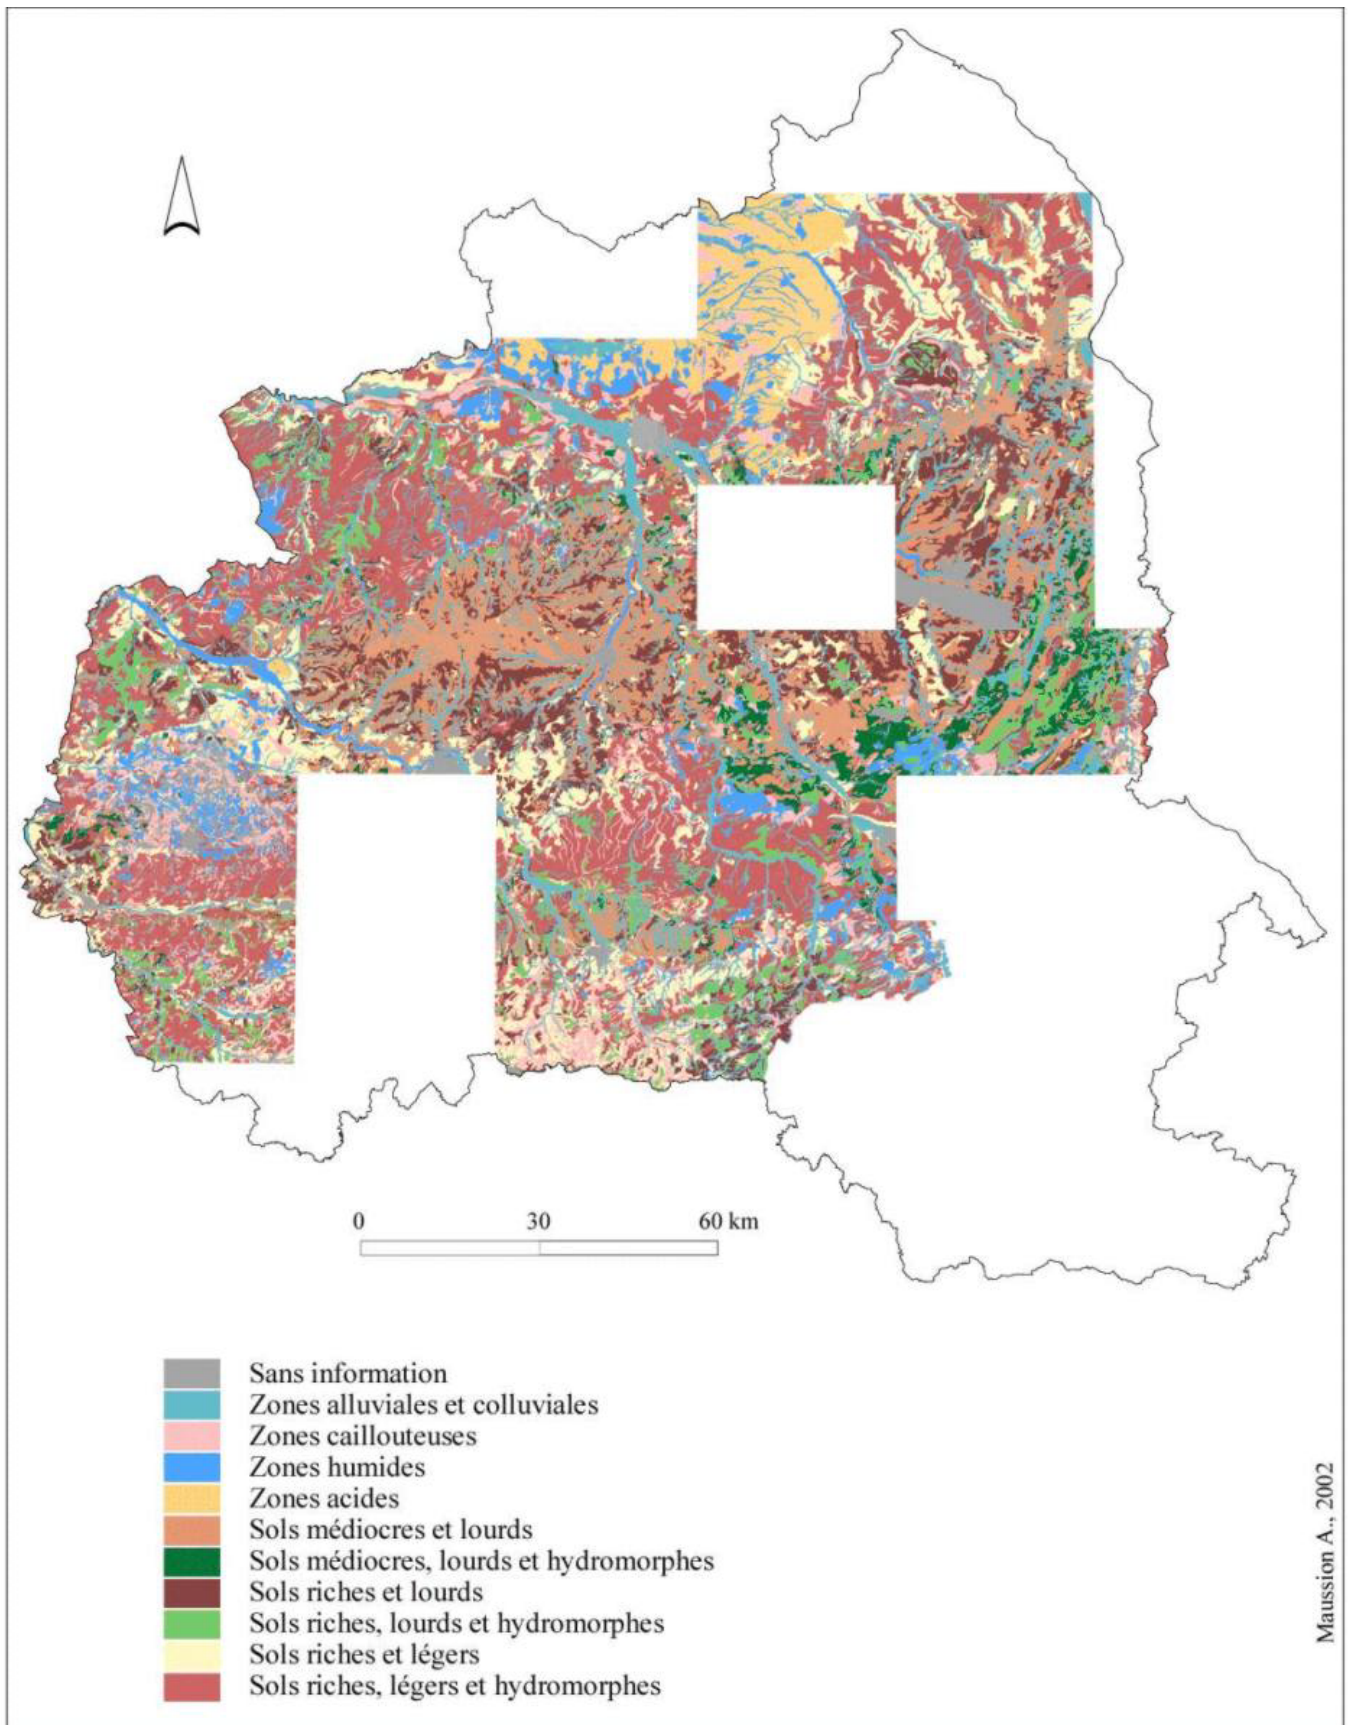 0 30 60 km
Sans information
Zones alluviales et colluviales
Zones caillouteuses
Zones humides
Zones acides
Sols médiocres et lourds
Sols médiocres, lourds et hydromorphes
Sols riches et lourds
Sols riches, lourds et hydromorphes
Sols riches et légers
Sols riches, légers et hydromorphes
Maussion A., 2002